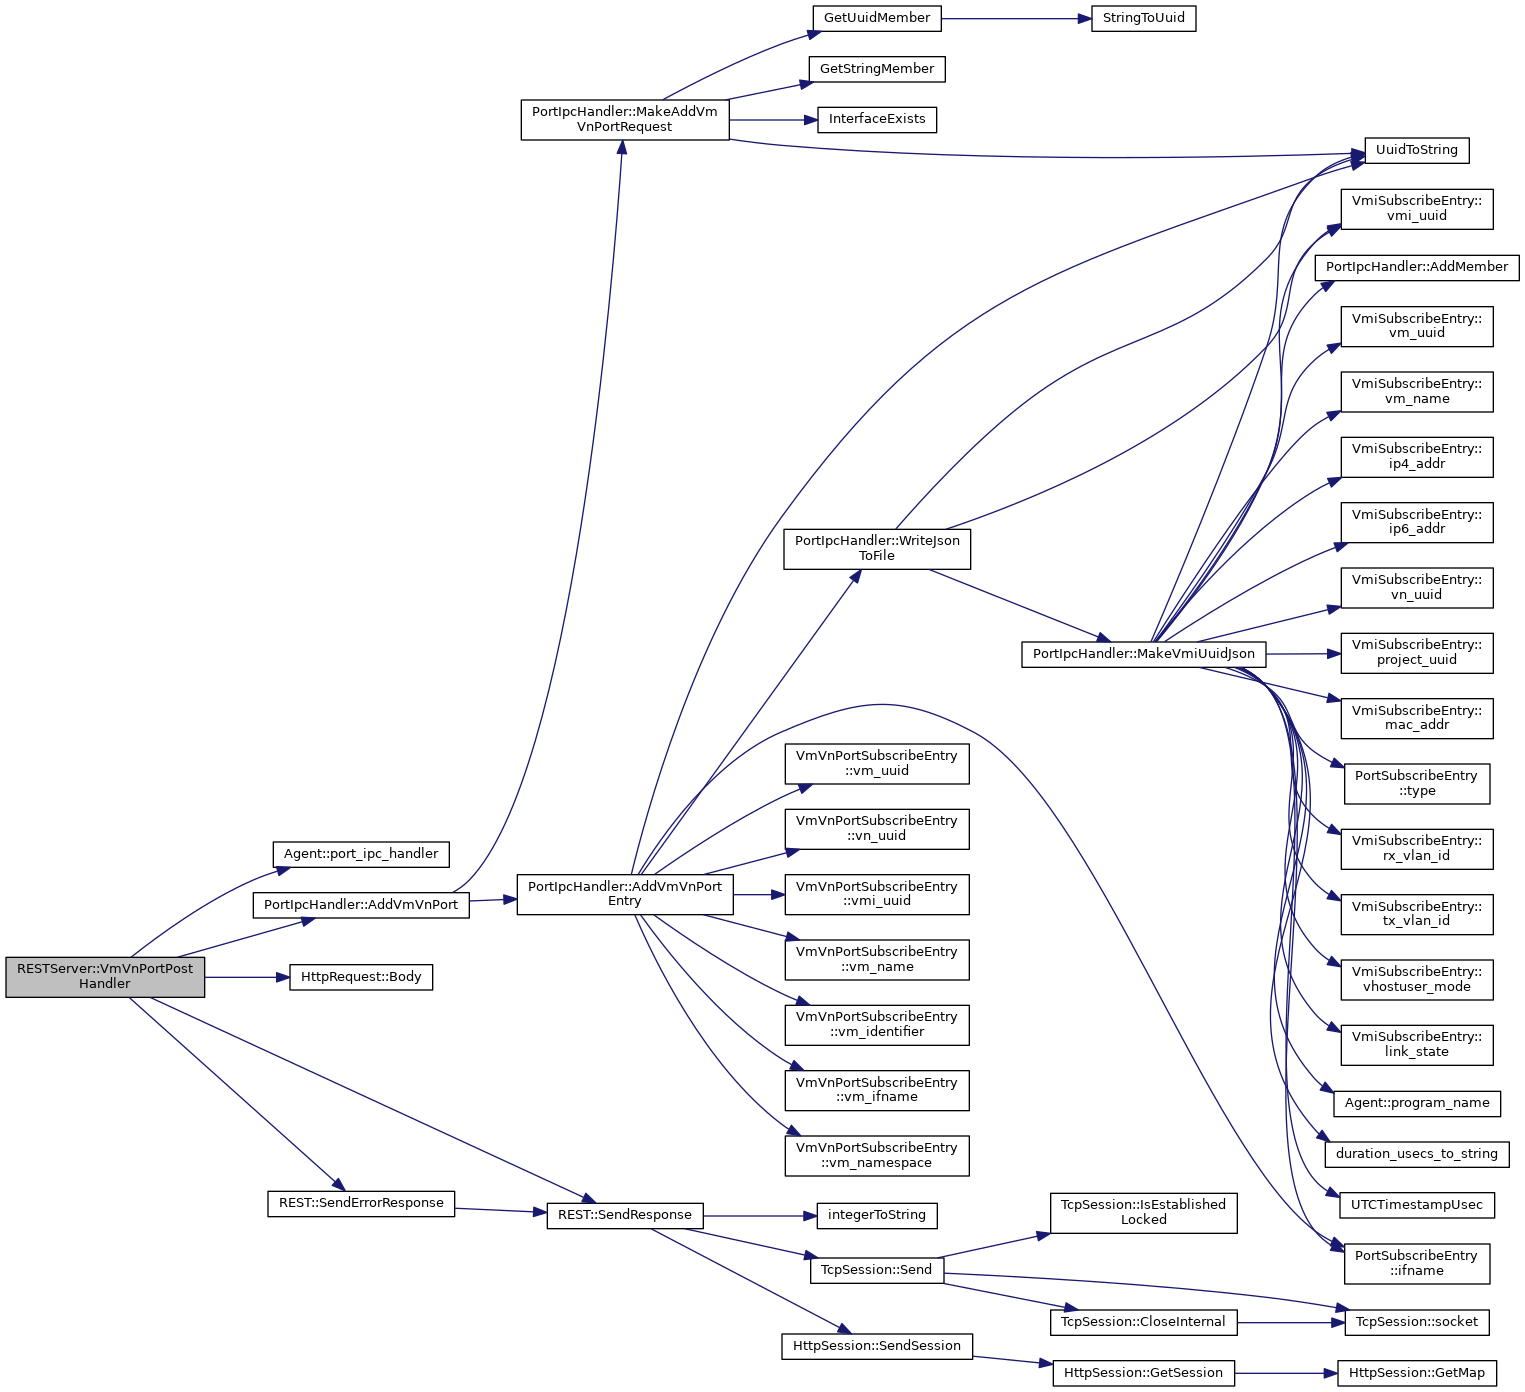 GetUuidMember
StringToUuid
GetStringMember
PortIpcHandler::MakeAddVm
VnPortRequest
InterfaceExists
UuidToString
VmiSubscribeEntry::
vmi_uuid
PortIpcHandler::AddMember
VmiSubscribeEntry::
vm_uuid
VmiSubscribeEntry::
vm_name
VmiSubscribeEntry::
ip4_addr
VmiSubscribeEntry::
ip6_addr
PortIpcHandler::WriteJson
ToFile
VmiSubscribeEntry::
vn_uuid
PortIpcHandler::MakeVmiUuidJson
VmiSubscribeEntry::
project_uuid
VmiSubscribeEntry::
mac_addr
VmVnPortSubscribeEntry
::vm_uuid
PortSubscribeEntry
::type
VmVnPortSubscribeEntry
::vn_uuid
VmiSubscribeEntry::
rx_vlan_id
Agent::port_ipc_handler
PortIpcHandler::AddVmVnPort
PortIpcHandler::AddVmVnPort
Entry
VmVnPortSubscribeEntry
::vmi_uuid
VmiSubscribeEntry::
tx_vlan_id
VmVnPortSubscribeEntry
::vm_name
RESTServer::VmVnPortPost
Handler
HttpRequest::Body
VmiSubscribeEntry::
vhostuser_mode
VmVnPortSubscribeEntry
::vm_identifier
VmiSubscribeEntry::
link_state
VmVnPortSubscribeEntry
::vm_ifname
Agent::program_name
VmVnPortSubscribeEntry
::vm_namespace
duration_usecs_to_string
REST::SendErrorResponse
REST::SendResponse
integerToString
TcpSession::IsEstablished
Locked
UTCTimestampUsec
TcpSession::Send
PortSubscribeEntry
::ifname
TcpSession::CloseInternal
TcpSession::socket
HttpSession::SendSession
HttpSession::GetSession
HttpSession::GetMap